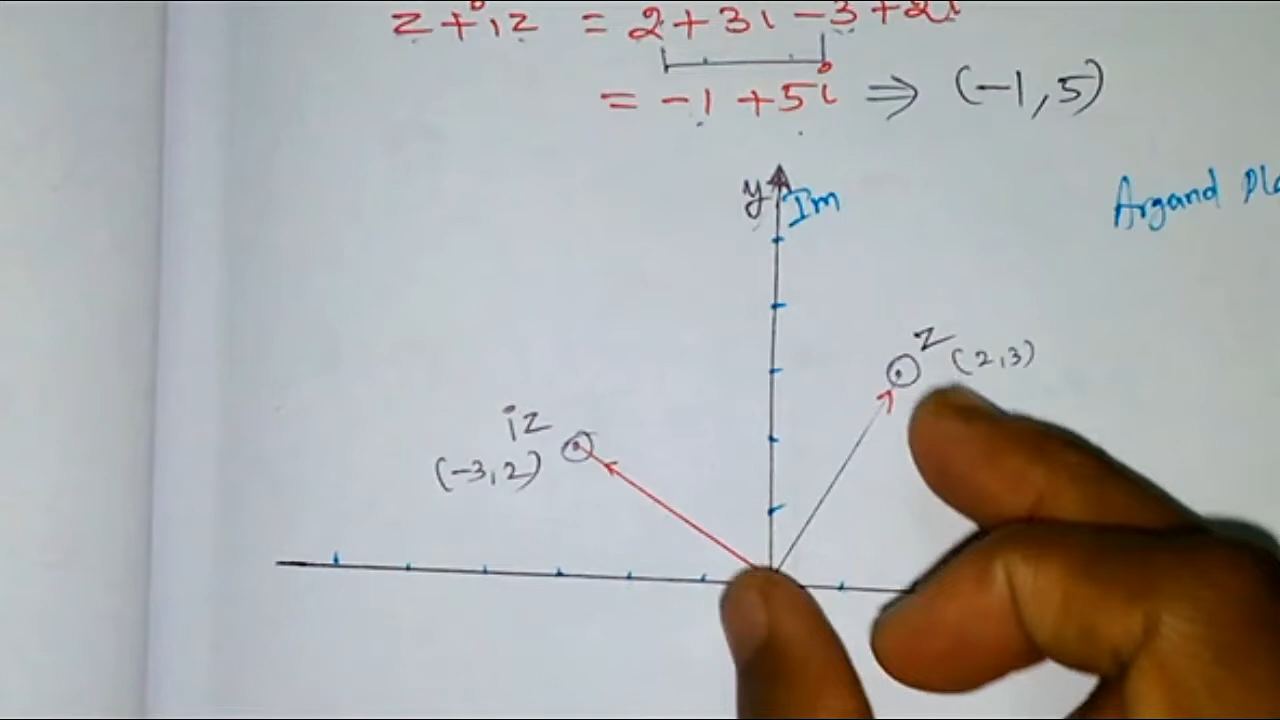 z + iz = 2 + 3i - 3 + 2i
= -1 + 5i ⇒ (-1, 5)
y Im
Argand
z (2,3)
iz
(-3,2)